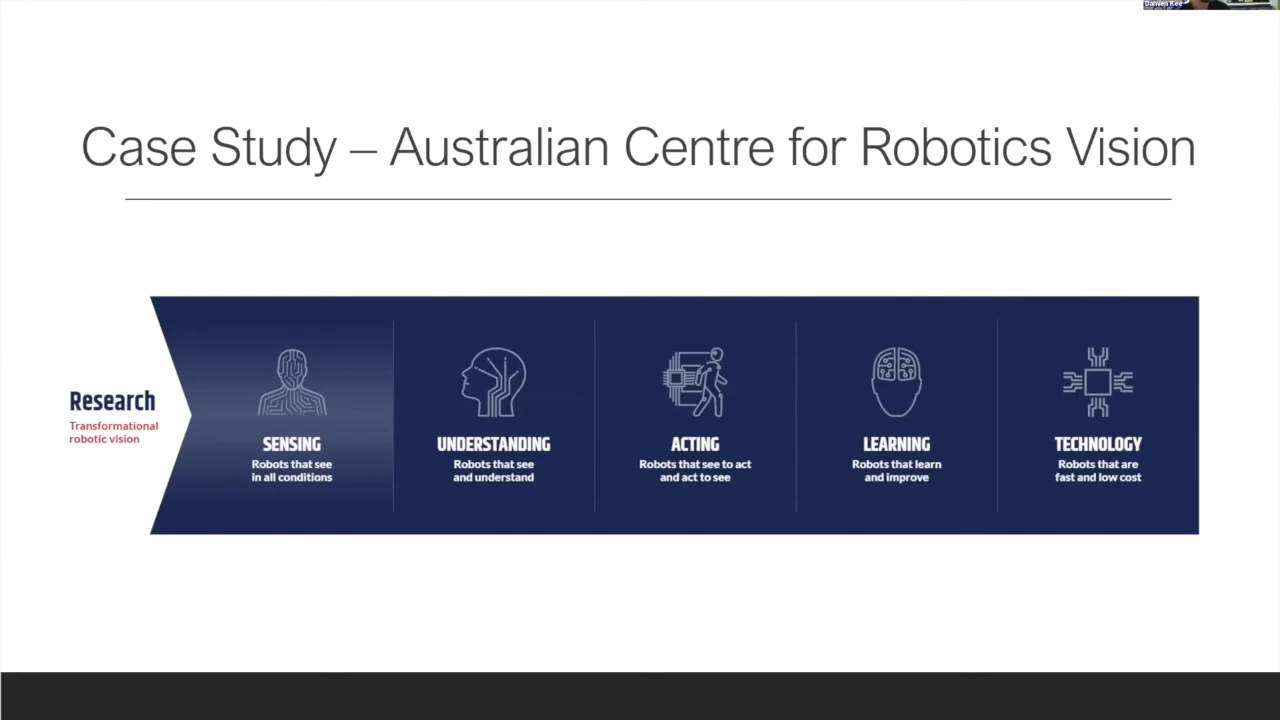 Damien Kee
Case Study – Australian Centre for Robotics Vision
Research
Transformational
robotic vision
SENSING
Robots that see
in all conditions
UNDERSTANDING
Robots that see
and understand
ACTING
Robots that see to act
and act to see
LEARNING
Robots that learn
and improve
TECHNOLOGY
Robots that are
fast and low cost